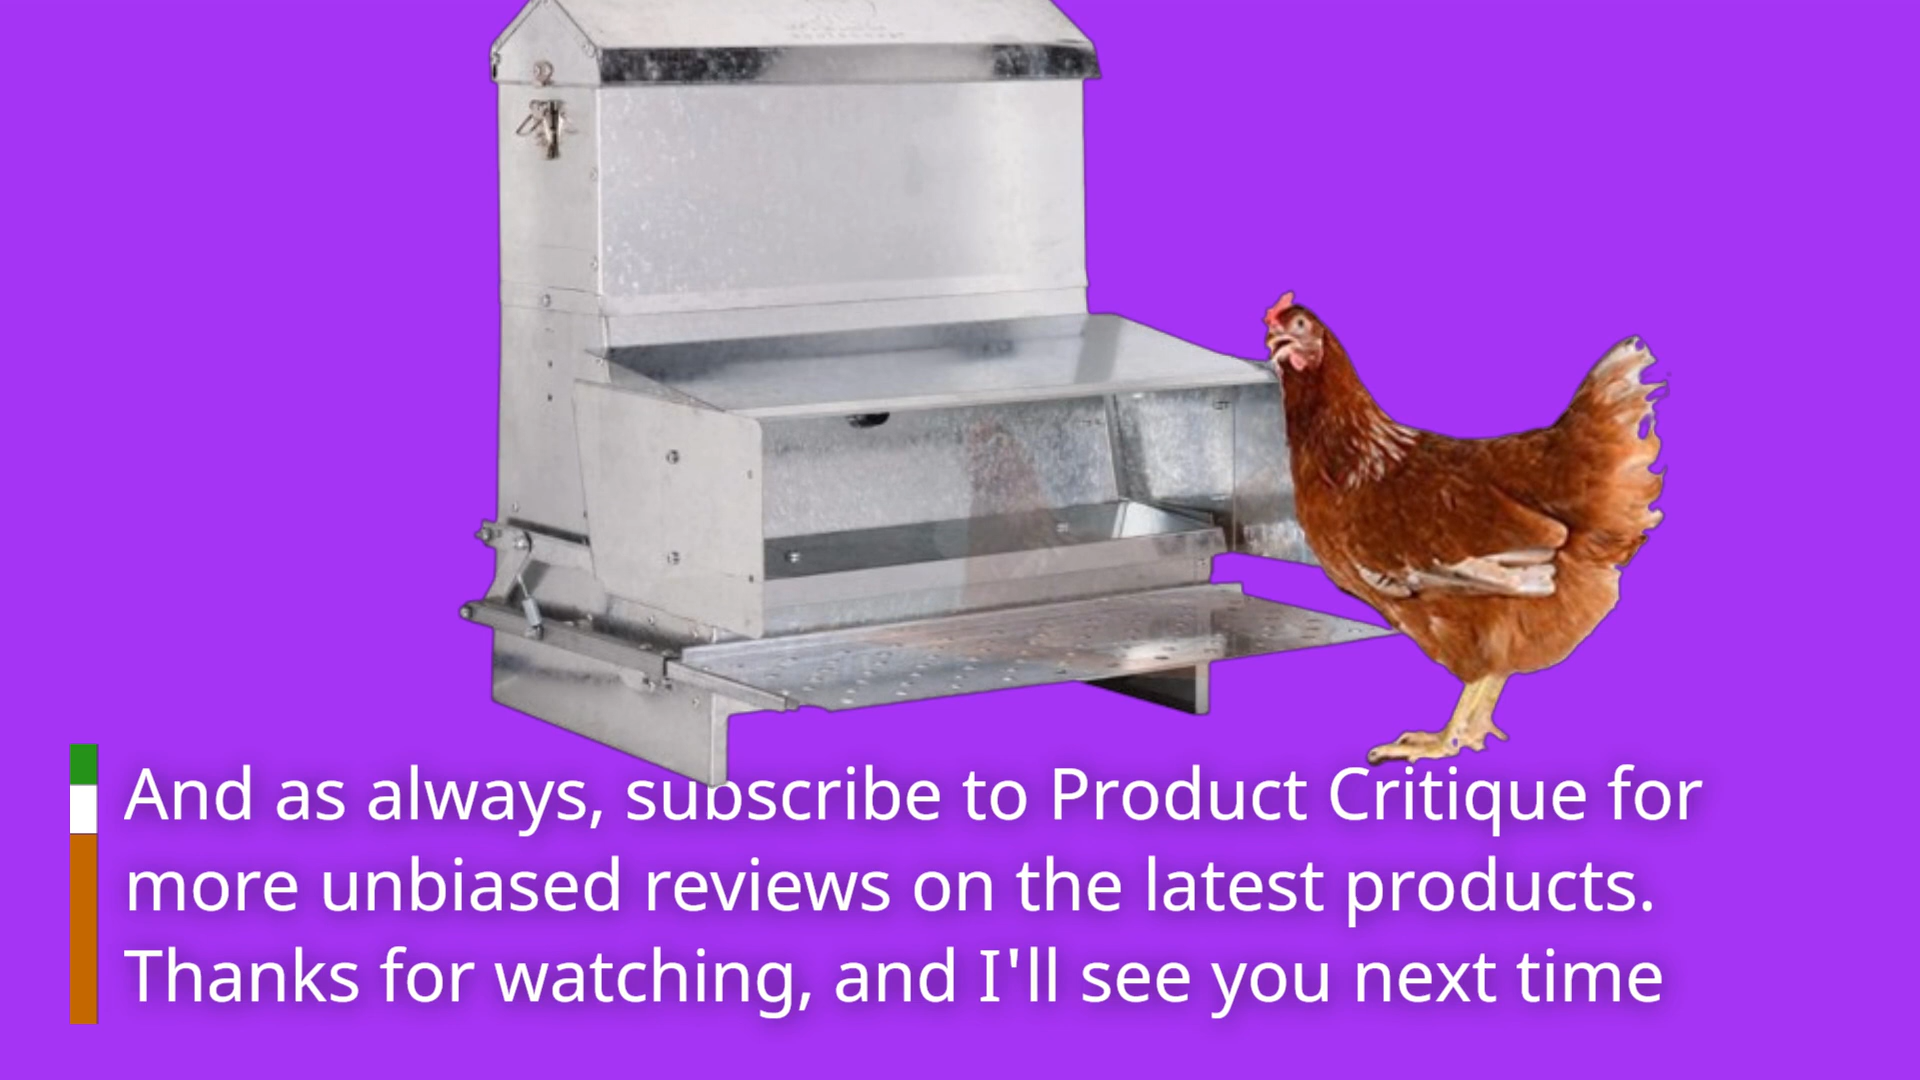 And as always, subscribe to Product Critique for
more unbiased reviews on the latest products.
Thanks for watching, and I'll see you next time